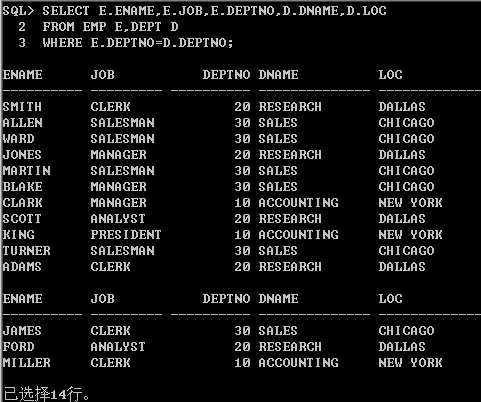 SQL> SELECT E.ENAME,E.JOB,E.DEPTNO,D.DNAME,D.LOC
  2  FROM EMP E,DEPT D
  3  WHERE E.DEPTNO=D.DEPTNO;

ENAME      JOB           DEPTNO DNAME          LOC
---------- --------- ---------- -------------- -------------
SMITH      CLERK             20 RESEARCH       DALLAS
ALLEN      SALESMAN          30 SALES          CHICAGO
WARD       SALESMAN          30 SALES          CHICAGO
JONES      MANAGER           20 RESEARCH       DALLAS
MARTIN     SALESMAN          30 SALES          CHICAGO
BLAKE      MANAGER           30 SALES          CHICAGO
CLARK      MANAGER           10 ACCOUNTING     NEW YORK
SCOTT      ANALYST           20 RESEARCH       DALLAS
KING       PRESIDENT         10 ACCOUNTING     NEW YORK
TURNER     SALESMAN          30 SALES          CHICAGO
ADAMS      CLERK             20 RESEARCH       DALLAS

ENAME      JOB           DEPTNO DNAME          LOC
---------- --------- ---------- -------------- -------------
JAMES      CLERK             30 SALES          CHICAGO
FORD       ANALYST           20 RESEARCH       DALLAS
MILLER     CLERK             10 ACCOUNTING     NEW YORK

已选择14行。